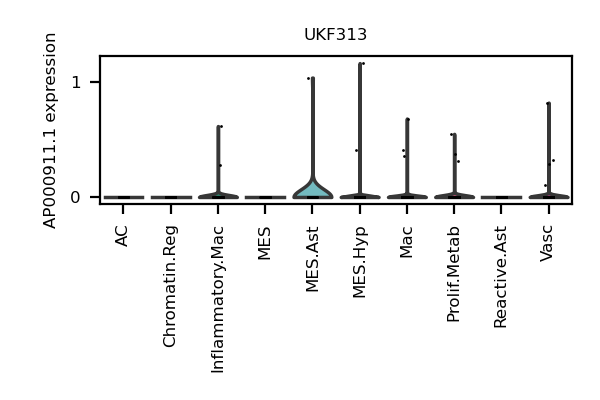 UKF313
AP000911.1 expression
1
0
AC
Chromatin.Reg
Inflammatory.Mac
MES
MES.Ast
MES.Hyp
Mac
Prolif.Metab
Reactive.Ast
Vasc